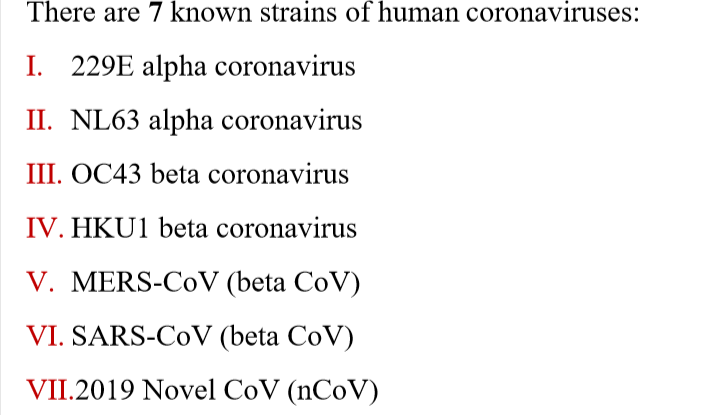 There are 7 known strains of human coronaviruses:
I. 229E alpha coronavirus
II. NL63 alpha coronavirus
III. OC43 beta coronavirus
IV. HKU1 beta coronavirus
V. MERS-CoV (beta CoV)
VI. SARS-CoV (beta CoV)
VII.2019 Novel CoV (nCoV)